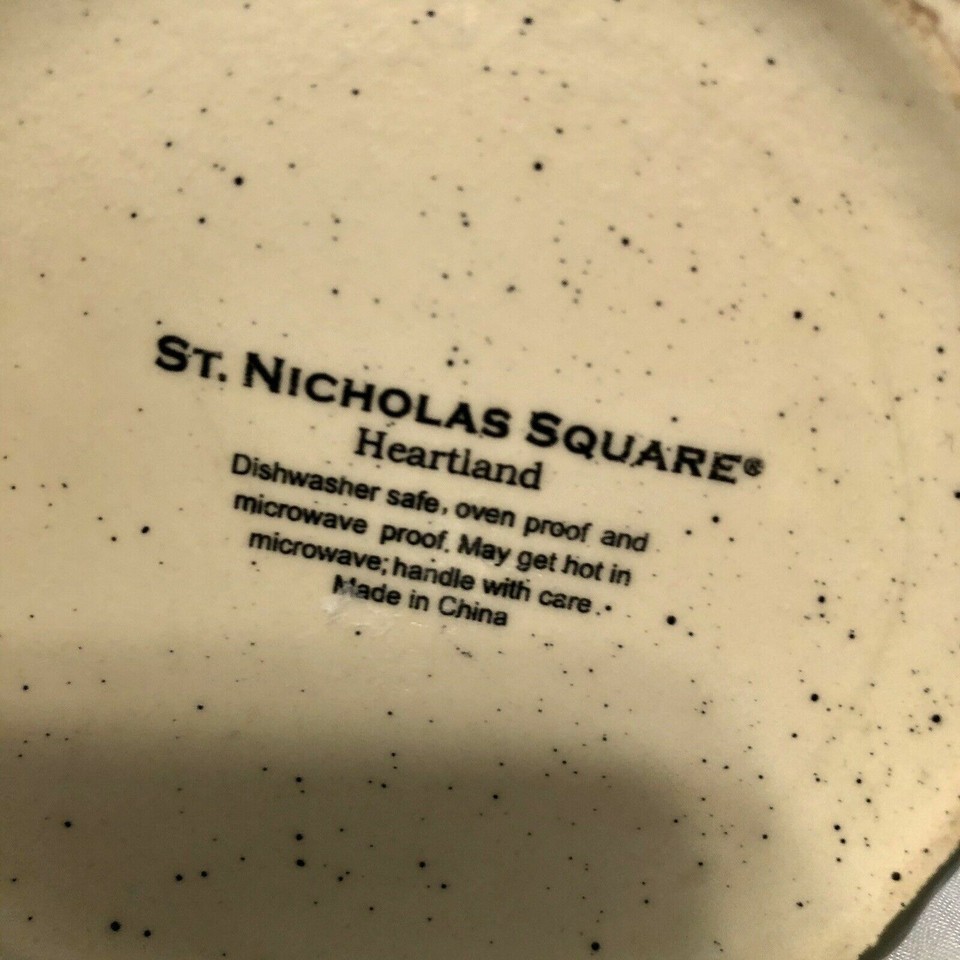 ST. NICHOLAS SQUARE®
Heartland
Dishwasher safe, oven proof and
microwave proof. May get hot in
microwave; handle with care.
Made in China